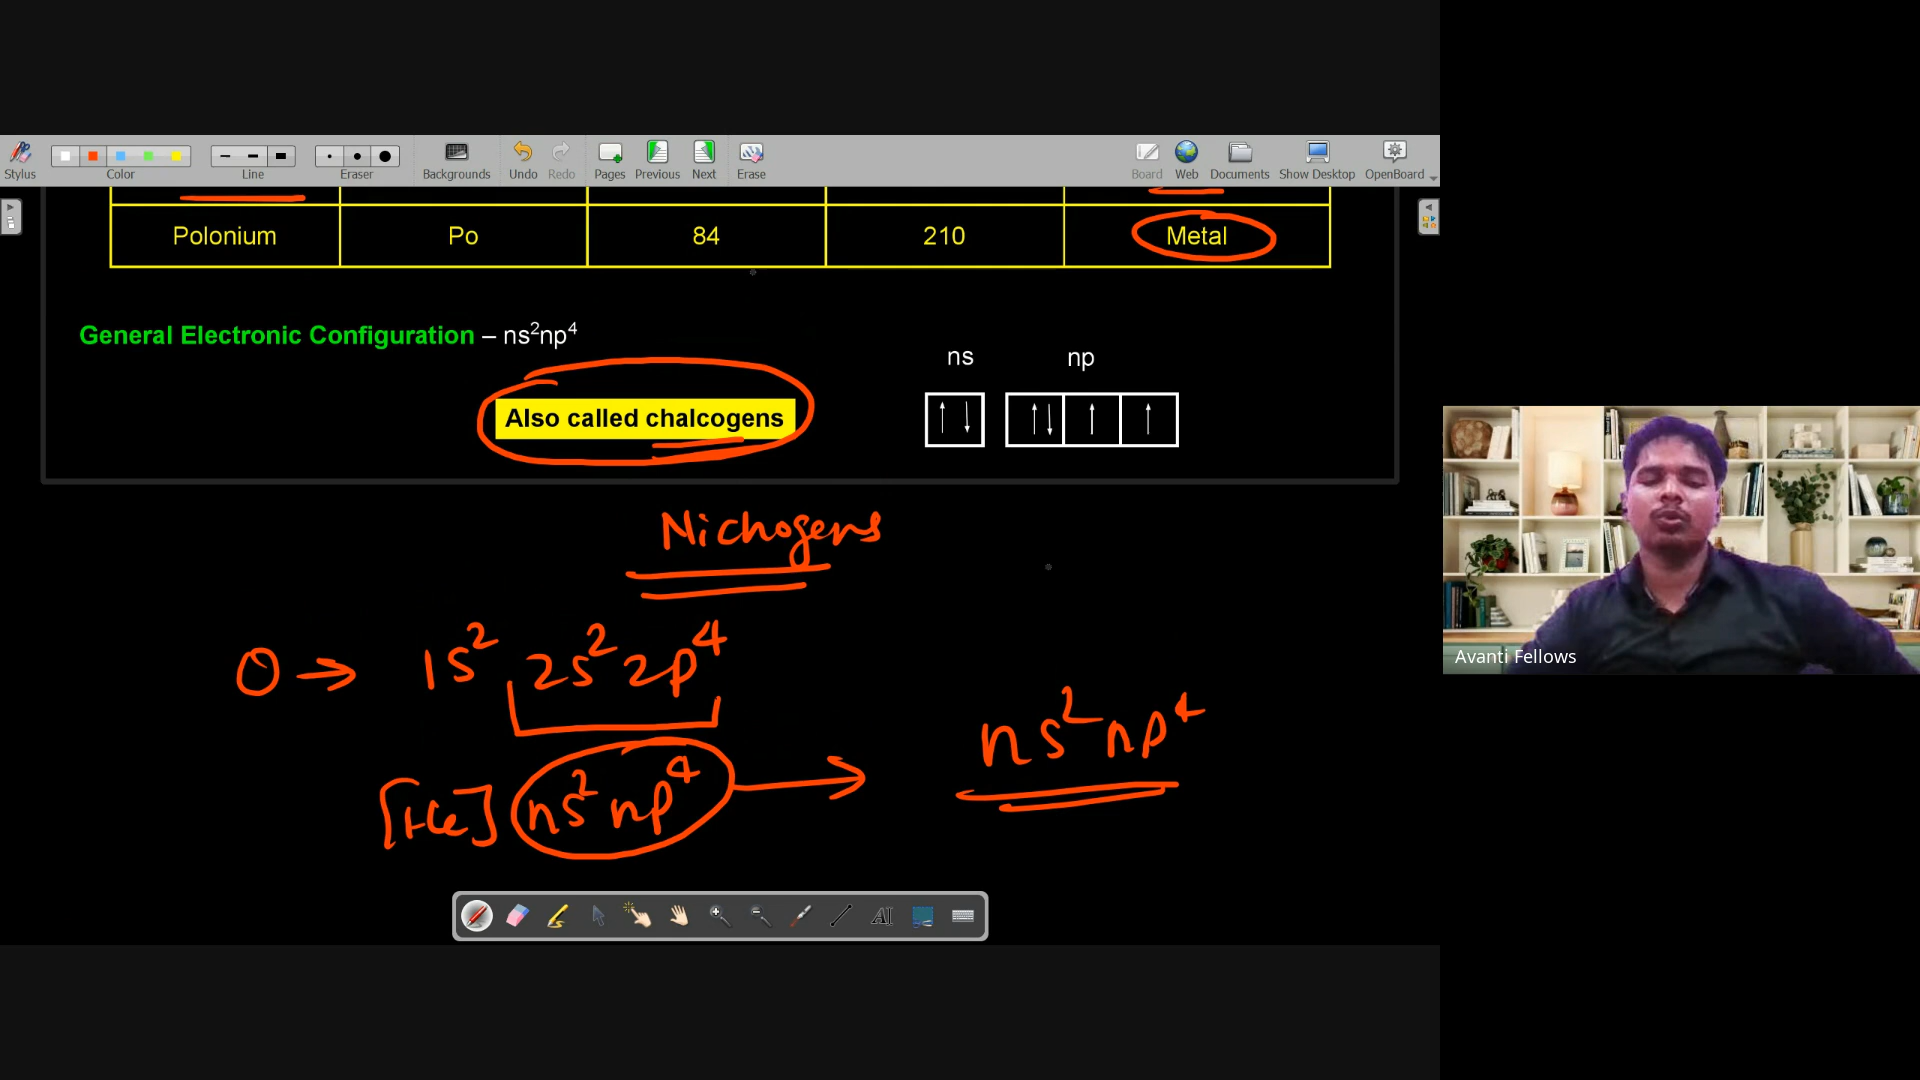 Stylus Color Line Eraser Backgrounds Undo Redo Pages Previous Next Erase Board Web Documents Show Desktop OpenBoard
Polonium Po 84 210 Metal
General Electronic Configuration – ns²np⁴
ns np
Also called chalcogens
Nichogens
O → 1s² 2s² 2p⁴
[He] ns² np⁴ → ns² np⁴
Avanti Fellows